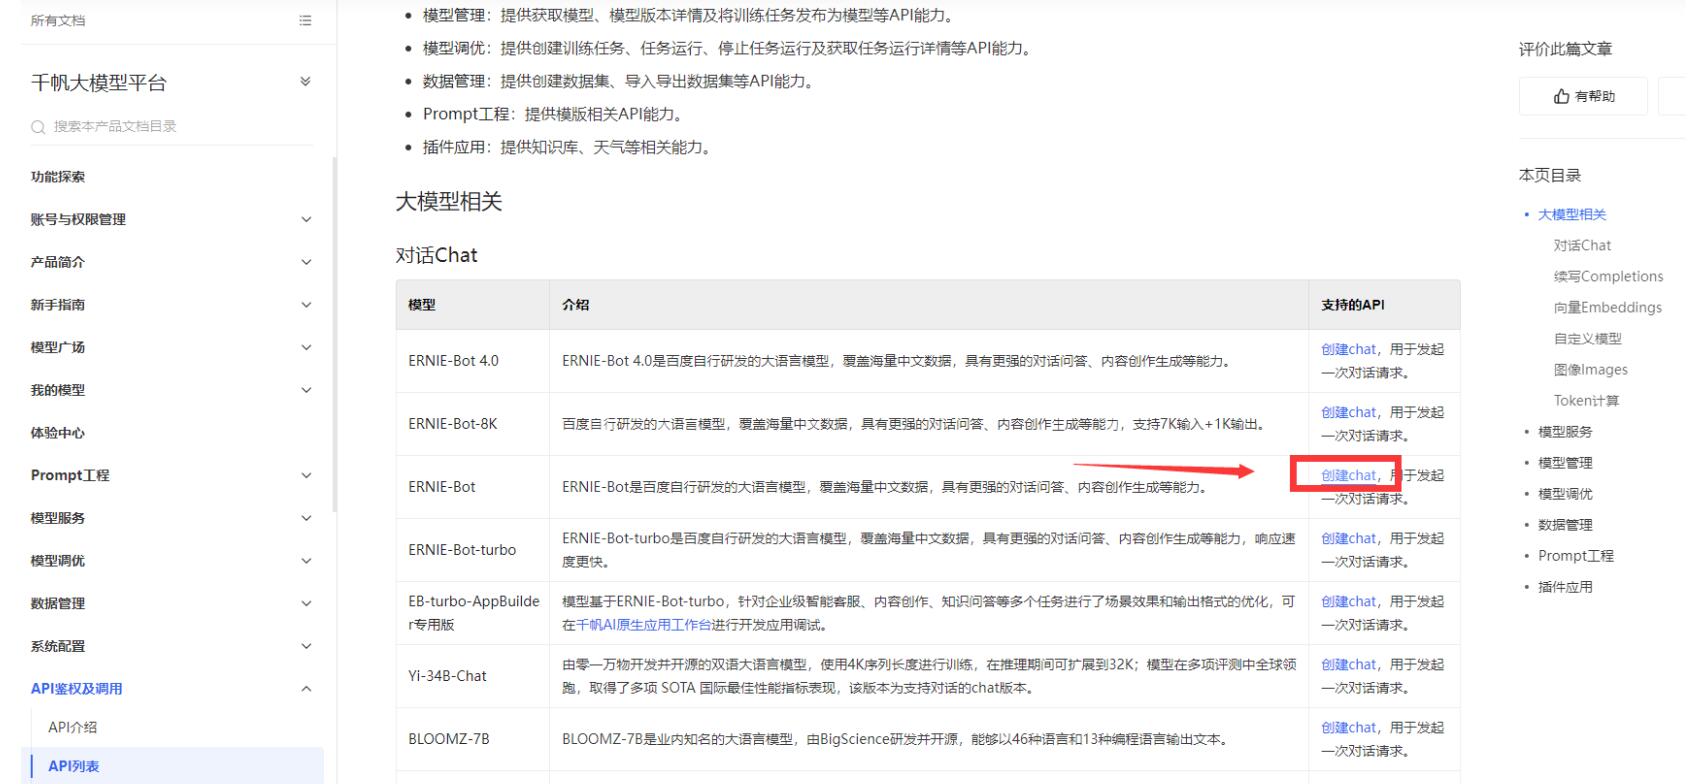 所有文档
千帆大模型平台
搜索本产品文档目录
功能探索
账号与权限管理
产品简介
新手指南
模型广场
我的模型
体验中心
Prompt工程
模型服务
模型调优
数据管理
系统配置
API鉴权及调用
API介绍
API列表
模型管理：提供获取模型、模型版本详情及将训练任务发布为模型等API能力。
模型调优：提供创建训练任务、任务运行、停止任务运行及获取任务运行详情等API能力。
数据管理：提供创建数据集、导入导出数据集等API能力。
Prompt工程：提供模版相关API能力。
插件应用：提供知识库、天气等相关能力。
大模型相关
对话Chat
模型 介绍 支持的API
ERNIE-Bot 4.0 ERNIE-Bot 4.0是百度自行研发的大语言模型，覆盖海量中文数据，具有更强的对话问答、内容创作生成等能力。 创建chat，用于发起
一次对话请求。
ERNIE-Bot-8K 百度自行研发的大语言模型，覆盖海量中文数据，具有更强的对话问答、内容创作生成等能力，支持7K输入+1K输出。 创建chat，用于发起
一次对话请求。
ERNIE-Bot ERNIE-Bot是百度自行研发的大语言模型，覆盖海量中文数据，具有更强的对话问答、内容创作生成等能力。 创建chat，用于发起
一次对话请求。
ERNIE-Bot-turbo ERNIE-Bot-turbo是百度自行研发的大语言模型，覆盖海量中文数据，具有更强的对话问答、内容创作生成等能力，响应速 创建chat，用于发起
度更快。 一次对话请求。
EB-turbo-AppBuilde 模型基于ERNIE-Bot-turbo，针对企业级智能客服、内容创作、知识问答等多个任务进行了场景效果和输出格式的优化，可 创建chat，用于发起
r专用版 在千帆AI原生应用工作台进行开发应用调试。 一次对话请求。
Yi-34B-Chat 由零一万物开发并开源的双语大语言模型，使用4K序列长度进行训练，在推理期间可扩展到32K；模型在多项评测中全球领 创建chat，用于发起
跑，取得了多项 SOTA 国际最佳性能指标表现，该版本为支持对话的chat版本。 一次对话请求。
BLOOMZ-7B BLOOMZ-7B是业内知名的大语言模型，由BigScience研发并开源，能够以46种语言和13种编程语言输出文本。 创建chat，用于发起
一次对话请求。
评价此篇文章
有帮助
本页目录
大模型相关
对话Chat
续写Completions
向量Embeddings
自定义模型
图像Images
Token计算
模型服务
模型管理
模型调优
数据管理
Prompt工程
插件应用